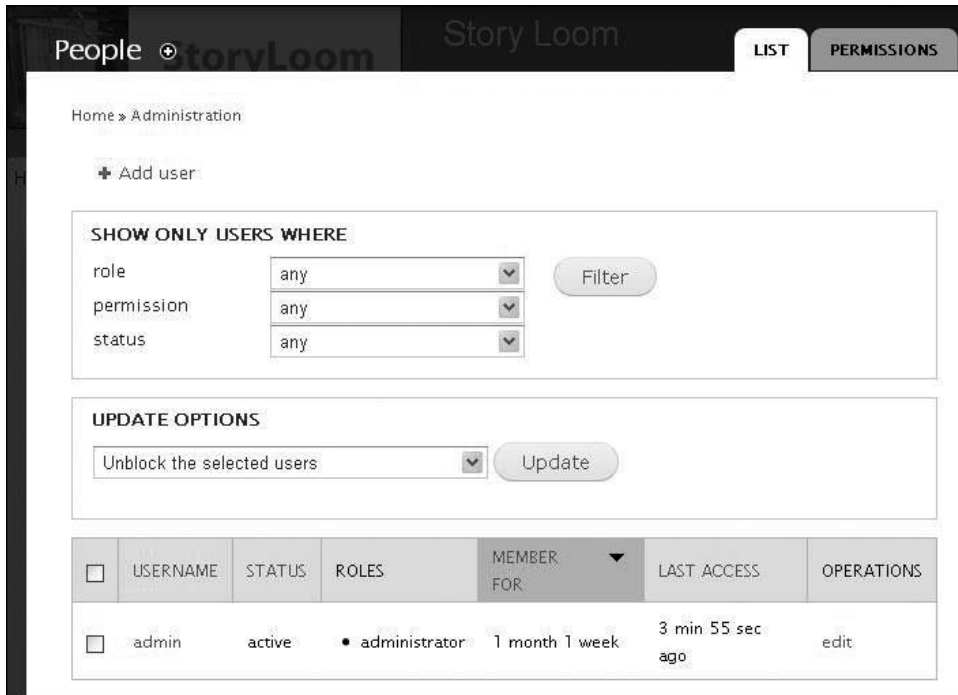 Story Loom
StoryLoom
People
LIST
PERMISSIONS
Home » Administration
H
+ Add user
SHOW ONLY USERS WHERE
role
any
Filter
permission
any
status
any
UPDATE OPTIONS
Unblock the selected users
Update
USERNAME STATUS ROLES MEMBER FOR LAST ACCESS OPERATIONS
admin active • administrator 1 month 1 week 3 min 55 sec ago edit